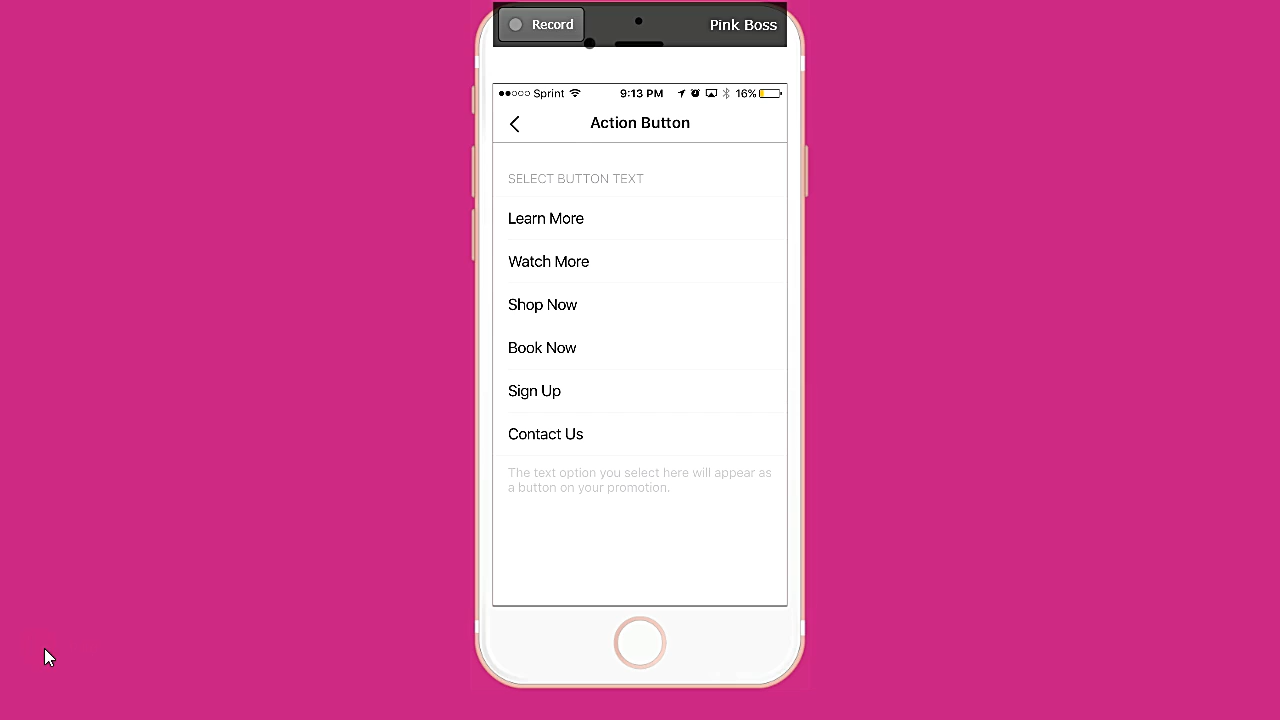 Record
Pink Boss
Sprint 9:13 PM 16%
Action Button
SELECT BUTTON TEXT
Learn More
Watch More
Shop Now
Book Now
Sign Up
Contact Us
The text option you select here will appear as
a button on your promotion.